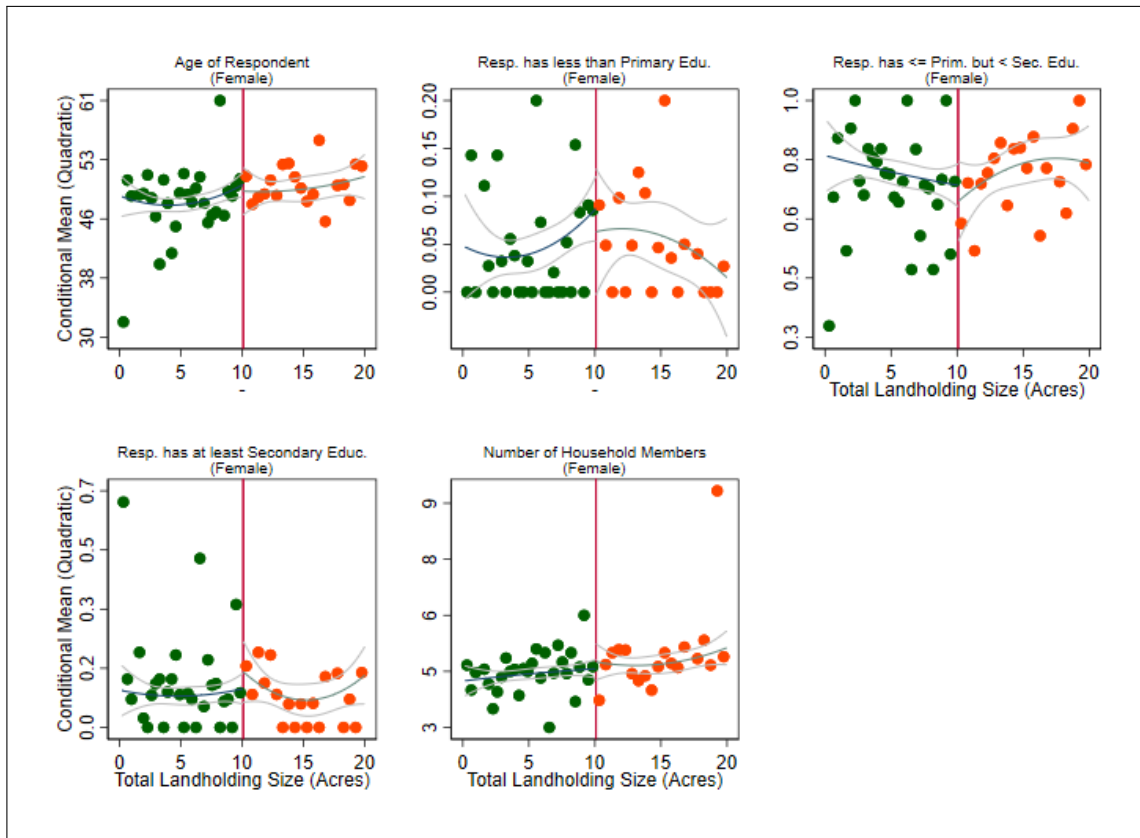 Age of Respondent
(Female)
Conditional Mean (Quadratic)
61
53
46
38
30
0 5 10 15 20
-
Resp. has less than Primary Edu.
(Female)
0.20
0.15
0.10
0.05
0.00
0 5 10 15 20
-
Resp. has <= Prim. but < Sec. Edu.
(Female)
1.0
0.8
0.6
0.5
0.3
0 5 10 15 20
Total Landholding Size (Acres)
Resp. has at least Secondary Educ.
(Female)
Conditional Mean (Quadratic)
0.7
0.5
0.3
0.2
0.0
0 5 10 15 20
Total Landholding Size (Acres)
Number of Household Members
(Female)
9
8
6
5
3
0 5 10 15 20
Total Landholding Size (Acres)